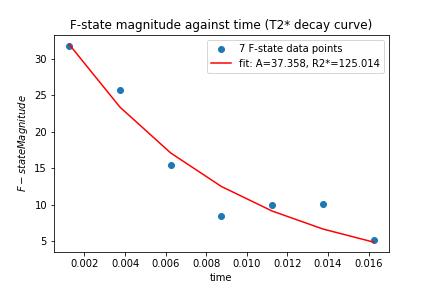 F-state magnitude against time (T2* decay curve)
7 F-state data points
fit: A=37.358, R2*=125.014
F − stateMagnitude
30
25
20
15
10
5
0.002 0.004 0.006 0.008 0.010 0.012 0.014 0.016
time